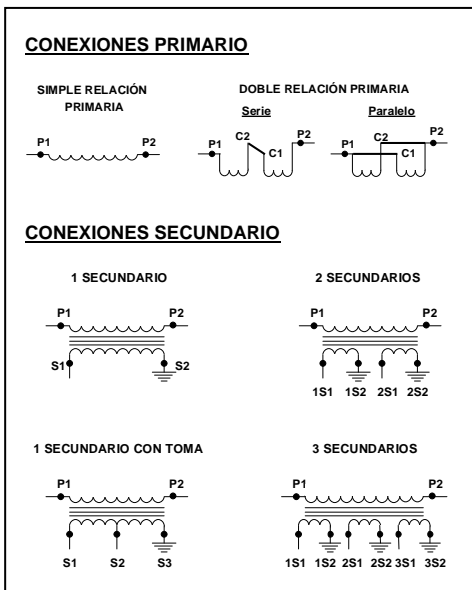 CONEXIONES PRIMARIO
SIMPLE RELACIÓN
PRIMARIA
P1
P2
DOBLE RELACIÓN PRIMARIA
Serie
P1
C2
C1
P2
Paralelo
P1
C2
C1
P2
CONEXIONES SECUNDARIO
1 SECUNDARIO
P1
P2
S1
S2
2 SECUNDARIOS
P1
P2
1S1 1S2 2S1 2S2
1 SECUNDARIO CON TOMA
P1
P2
S1 S2 S3
3 SECUNDARIOS
P1
P2
1S1 1S2 2S1 2S2 3S1 3S2